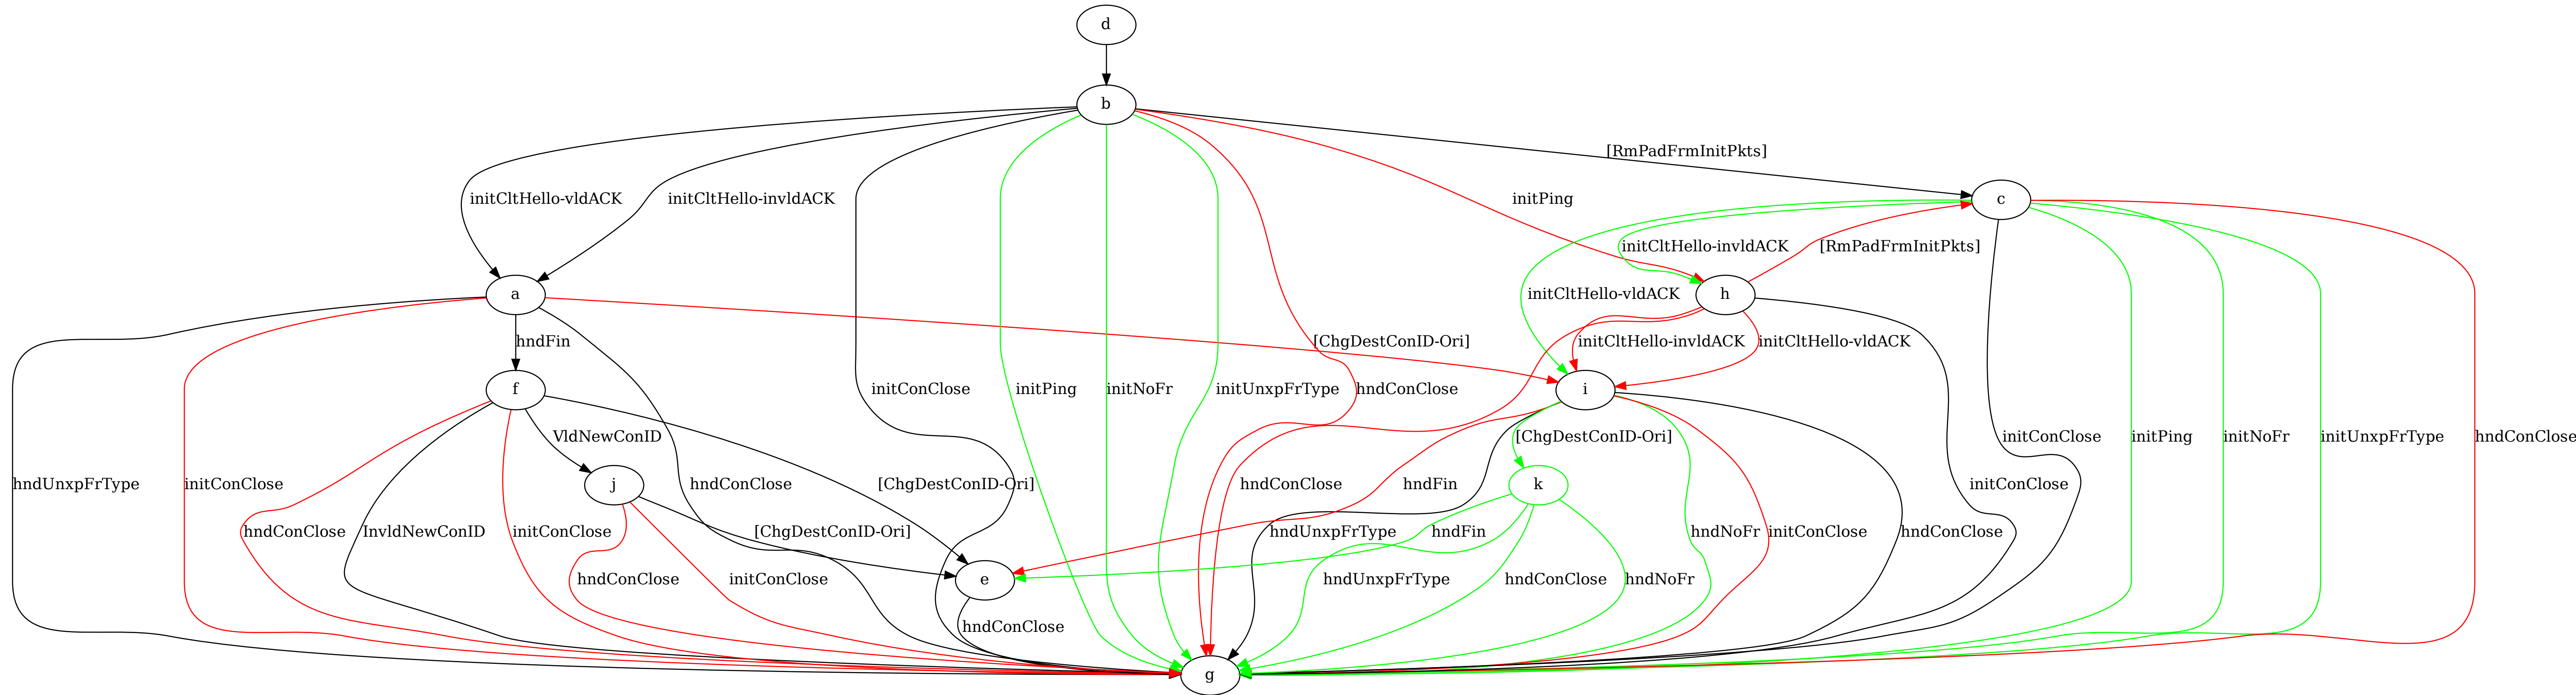 d
b
[RmPadFrmInitPkts]
initCltHello-vldACK
initCltHello-invldACK
initPing
c
initCltHello-invldACK
[RmPadFrmInitPkts]
a
initCltHello-vldACK
h
hndFin
[ChgDestConID-Ori]
initCltHello-invldACK
initCltHello-vldACK
f
initConClose
initPing
initNoFr
initUnxpFrType
hndConClose
i
VldNewConID
[ChgDestConID-Ori]
initConClose
initPing
initNoFr
initUnxpFrType
hndConClose
hndUnxpFrType
initConClose
j
hndConClose
[ChgDestConID-Ori]
hndConClose
hndFin
k
initConClose
hndConClose
InvldNewConID
initConClose
[ChgDestConID-Ori]
hndUnxpFrType
hndFin
hndNoFr
initConClose
hndConClose
hndConClose
initConClose
e
hndUnxpFrType
hndConClose
hndNoFr
hndConClose
g